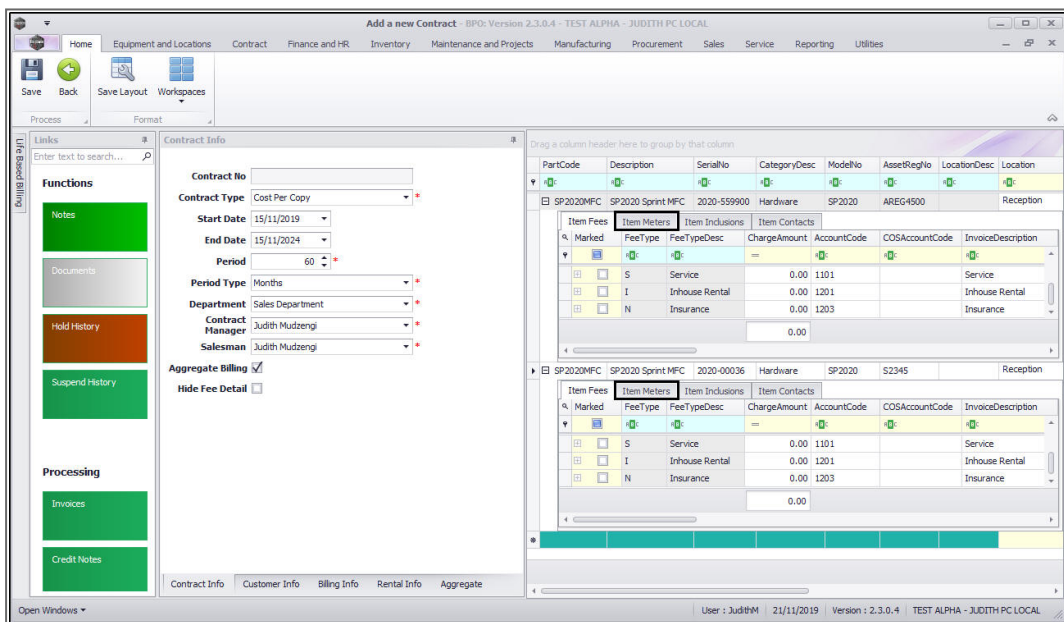 Add a new Contract - BPO: Version 2.3.0.4 - TEST ALPHA - JUDITH PC LOCAL
Home Equipment and Locations Contract Finance and HR Inventory Maintenance and Projects Manufacturing Procurement Sales Service Reporting Utilities
Save Back Save Layout Workspaces
Process Format
Life Based Billing
Links
Enter text to search...
Functions
Notes
Documents
Hold History
Suspend History
Processing
Invoices
Credit Notes
Contract Info
Contract No
Contract Type Cost Per Copy *
Start Date 15/11/2019
End Date 15/11/2024
Period 60 *
Period Type Months *
Department Sales Department *
Contract Manager Judith Mudzengi *
Salesman Judith Mudzengi *
Aggregate Billing
Hide Fee Detail
Contract Info Customer Info Billing Info Rental Info Aggregate
Drag a column header here to group by that column
PartCode Description SerialNo CategoryDesc ModelNo AssetRegNo LocationDesc Location
SP2020MFC SP2020 Sprint MFC 2020-559900 Hardware SP2020 AREG4500 Reception
Item Fees Item Meters Item Inclusions Item Contacts
Marked FeeType FeeTypeDesc ChargeAmount AccountCode COSAccountCode InvoiceDescription
=
S Service 0.00 1101 Service
I Inhouse Rental 0.00 1201 Inhouse Rental
N Insurance 0.00 1203 Insurance
0.00
SP2020MFC SP2020 Sprint MFC 2020-00036 Hardware SP2020 S2345 Reception
Item Fees Item Meters Item Inclusions Item Contacts
Marked FeeType FeeTypeDesc ChargeAmount AccountCode COSAccountCode InvoiceDescription
=
S Service 0.00 1101 Service
I Inhouse Rental 0.00 1201 Inhouse Rental
N Insurance 0.00 1203 Insurance
0.00
Open Windows User : JudithM 21/11/2019 Version : 2.3.0.4 TEST ALPHA - JUDITH PC LOCAL